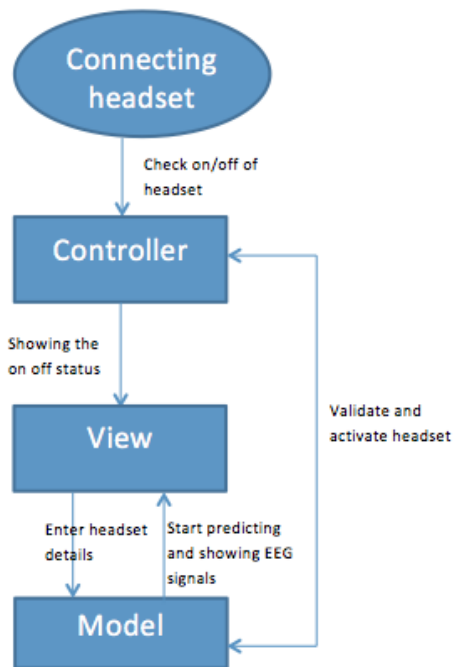 Connecting
headset
Check on/off of
headset
Controller
Showing the
on off status
View
Validate and
activate headset
Enter headset
details
Start predicting
and showing EEG
signals
Model